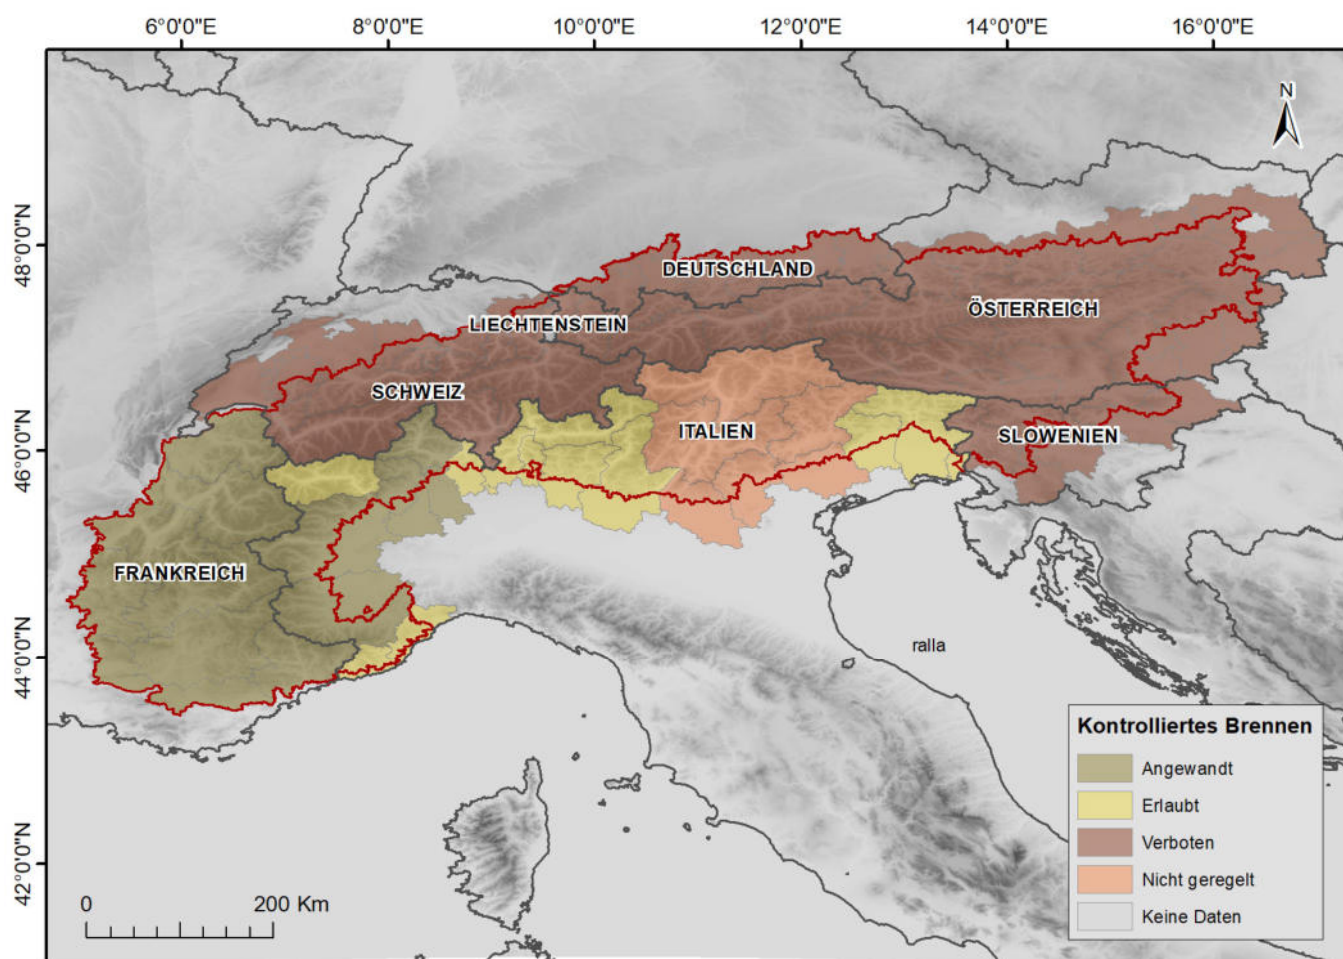 6°0'0"E 8°0'0"E 10°0'0"E 12°0'0"E 14°0'0"E 16°0'0"E
N
48°0'0"N
DEUTSCHLAND
ÖSTERREICH
LIECHTENSTEIN
SCHWEIZ
46°0'0"N
ITALIEN
SLOWENIEN
FRANKREICH
44°0'0"N
ralla
42°0'0"N
Kontrolliertes Brennen
Angewandt
Erlaubt
Verboten
Nicht geregelt
Keine Daten
0 200 Km